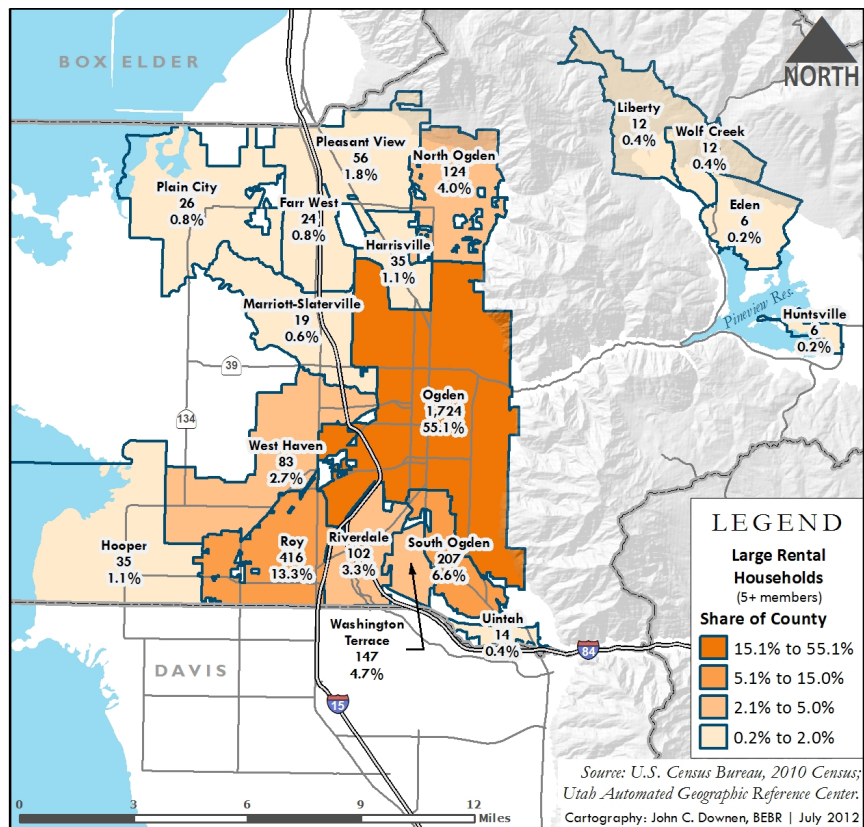 BOX ELDER
NORTH
Liberty
12
0.4%
Wolf Creek
12
0.4%
Pleasant View
56
1.8%
North Ogden
124
4.0%
Plain City
26
0.8%
Farr West
24
0.8%
Eden
6
0.2%
Harrisville
35
1.1%
Pineview Res.
Huntsville
6
0.2%
Marriott-Slaterville
19
0.6%
39
134
Ogden
1,724
55.1%
West Haven
83
2.7%
Hooper
35
1.1%
Roy
416
13.3%
Riverdale
102
3.3%
South Ogden
207
6.6%
Washington
Terrace
147
4.7%
Uintah
14
0.4%
84
DAVIS
15
LEGEND
Large Rental
Households
(5+ members)
Share of County
15.1% to 55.1%
5.1% to 15.0%
2.1% to 5.0%
0.2% to 2.0%
Source: U.S. Census Bureau, 2010 Census;
Utah Automated Geographic Reference Center.
Cartography: John C. Downen, BEBR | July 2012
0 3 6 9 12
Miles